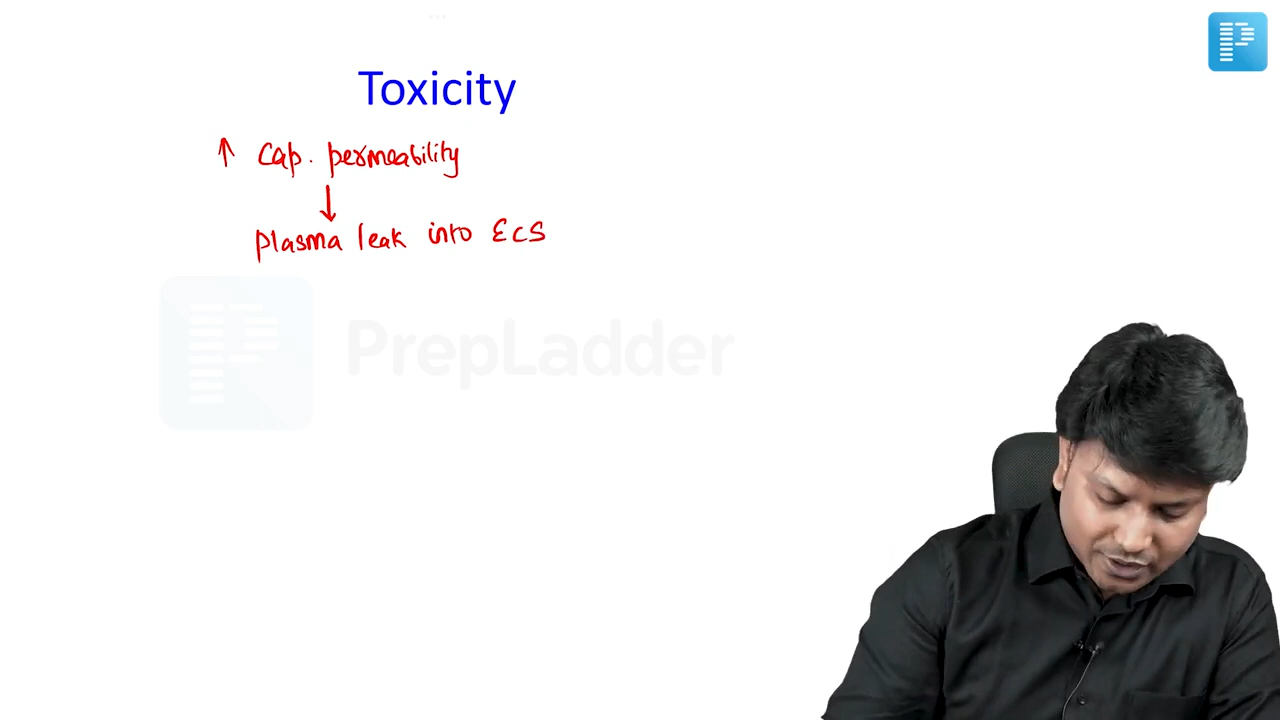 Toxicity
↑ Cap. permeability
↓
plasma leak into ECS
PrepLadder